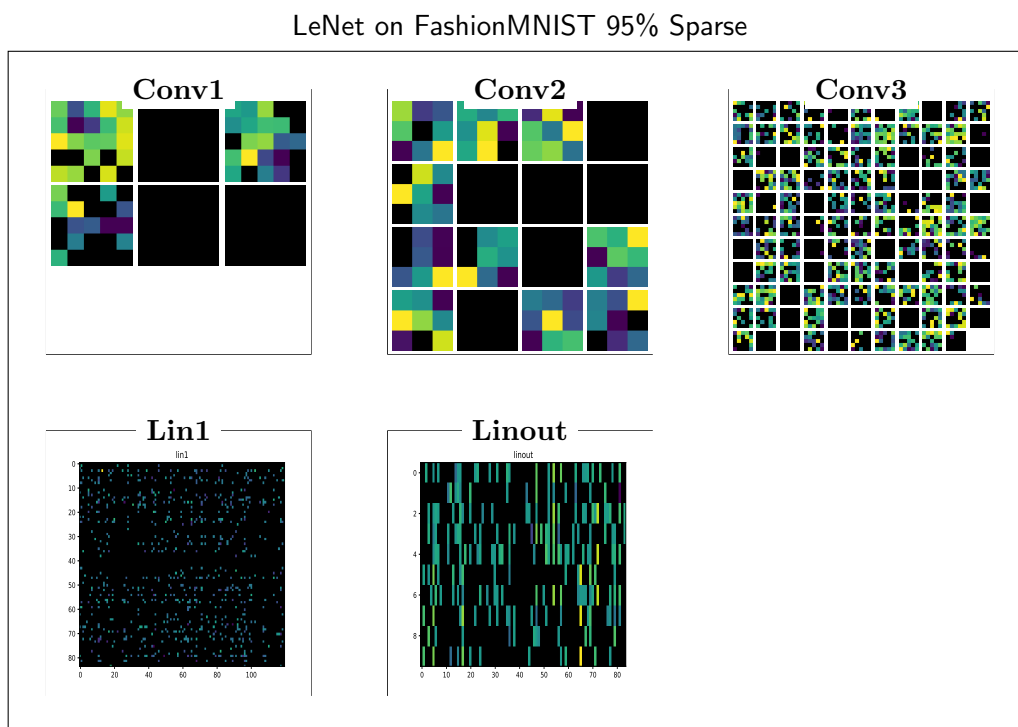 LeNet on FashionMNIST 95% Sparse
Conv1
Conv2
Conv3
Lin1
lin1
0
10
20
30
40
50
60
70
80
0 20 40 60 80 100
Linout
linout
0
2
4
6
8
0 10 20 30 40 50 60 70 80